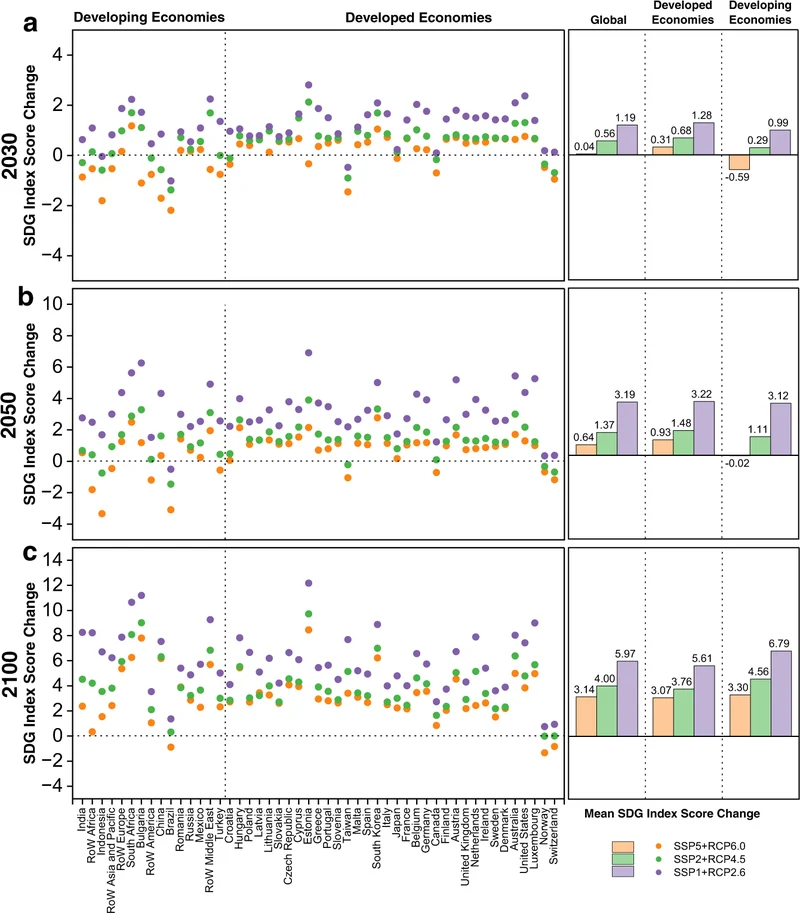 a
Developing Economies
Developed Economies
Global
Developed Economies
Developing Economies
2030
SDG Index Score Change
4
2
0
−2
−4
0.04
0.56
1.19
0.31
0.68
1.28
-0.59
0.29
0.99
b
2050
SDG Index Score Change
10
8
6
4
2
0
−2
−4
0.64
1.37
3.19
0.93
1.48
3.22
-0.02
1.11
3.12
c
2100
SDG Index Score Change
14
12
10
8
6
4
2
0
−2
−4
3.14
4.00
5.97
3.07
3.76
5.61
3.30
4.56
6.79
India
RoW Africa
Indonesia
RoW Asia and Pacific
RoW Europe
South Africa
Bulgaria
RoW America
China
Brazil
Romania
Russia
Mexico
RoW Middle East
Turkey
Croatia
Hungary
Poland
Latvia
Lithuania
Slovakia
Czech Republic
Cyprus
Estonia
Greece
Portugal
Slovenia
Taiwan
Malta
Spain
South Korea
Italy
Japan
France
Belgium
Germany
Canada
Finland
Austria
United Kingdom
Netherlands
Ireland
Sweden
Denmark
Australia
United States
Luxembourg
Norway
Switzerland
Mean SDG Index Score Change
SSP5+RCP6.0
SSP2+RCP4.5
SSP1+RCP2.6